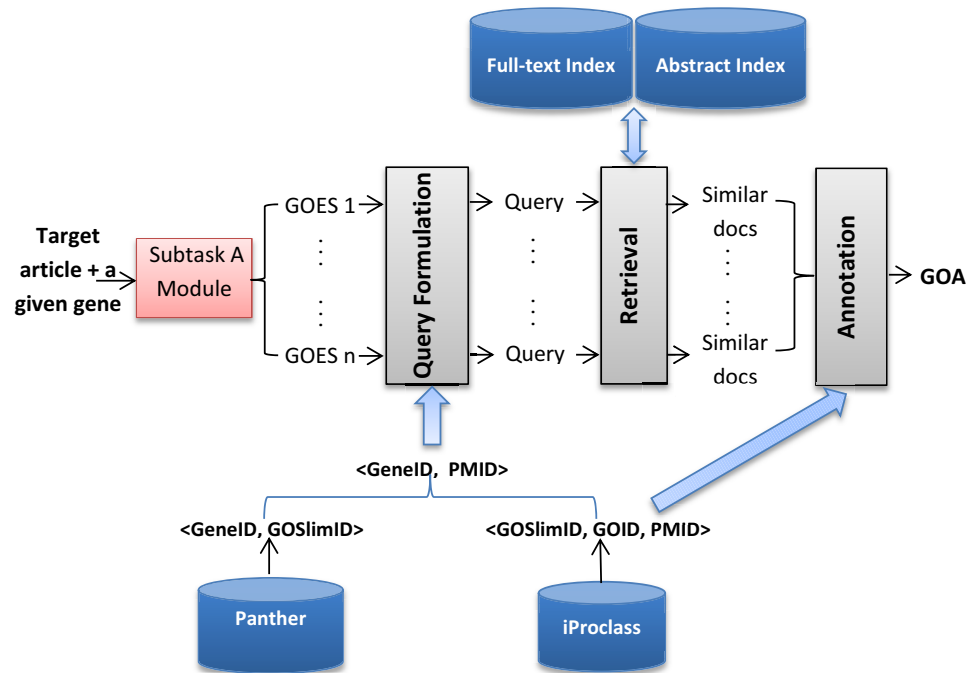 Full-text Index
Abstract Index
Target
article + a
given gene
Subtask A
Module
GOES 1
GOES n
Query Formulation
Query
Query
Retrieval
Similar
docs
Similar
docs
Annotation
GOA
<GeneID, PMID>
<GeneID, GOSlimID>
<GOSlimID, GOID, PMID>
Panther
iProclass